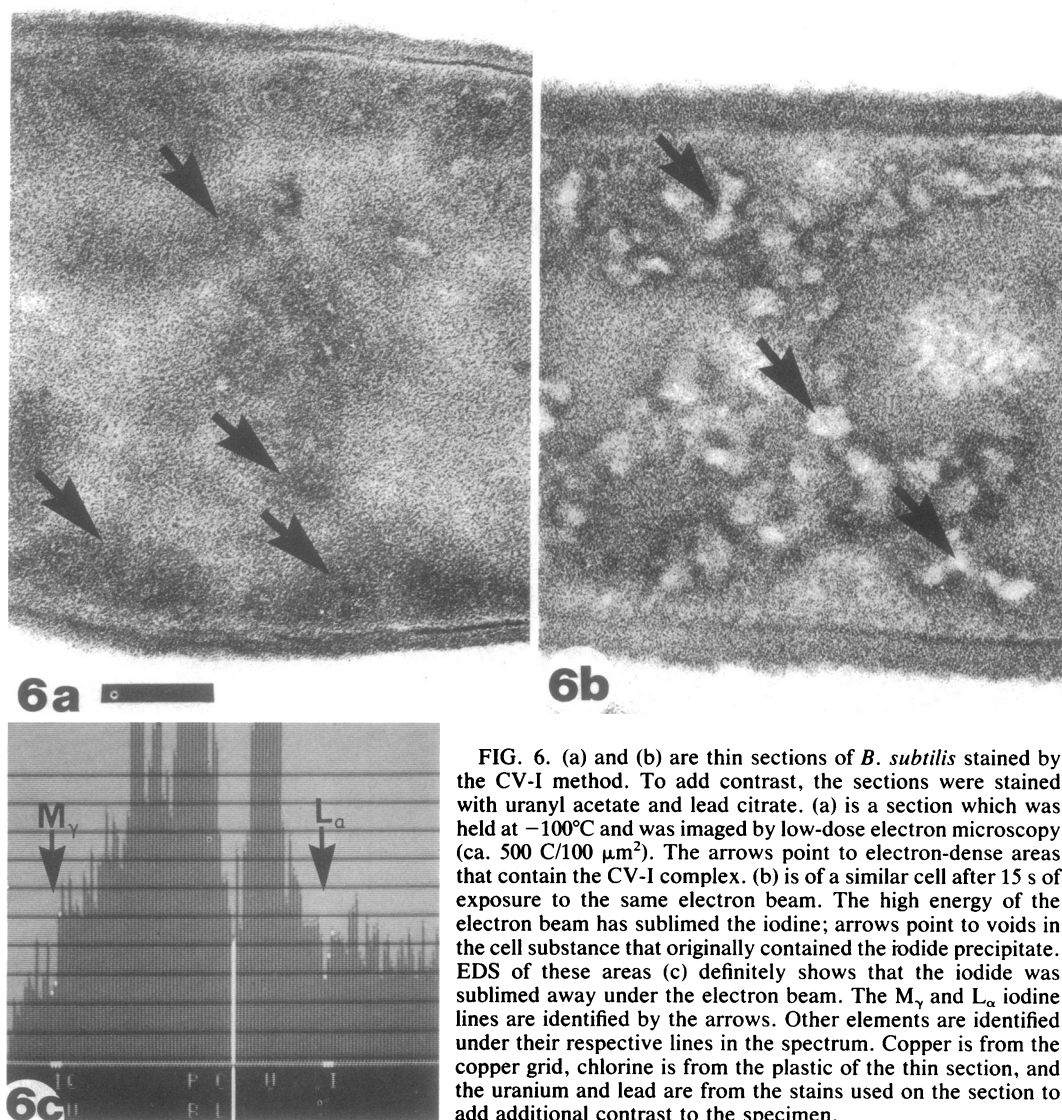 6a
6b
FIG. 6. (a) and (b) are thin sections of B. subtilis stained by
the CV-I method. To add contrast, the sections were stained
with uranyl acetate and lead citrate. (a) is a section which was
held at −100°C and was imaged by low-dose electron microscopy
(ca. 500 C/100 μm²). The arrows point to electron-dense areas
that contain the CV-I complex. (b) is of a similar cell after 15 s of
exposure to the same electron beam. The high energy of the
electron beam has sublimed the iodine; arrows point to voids in
the cell substance that originally contained the iodide precipitate.
EDS of these areas (c) definitely shows that the iodide was
sublimed away under the electron beam. The Mγ and Lα iodine
lines are identified by the arrows. Other elements are identified
under their respective lines in the spectrum. Copper is from the
copper grid, chlorine is from the plastic of the thin section, and
the uranium and lead are from the stains used on the section to
add additional contrast to the specimen.
Mγ
Lα
6c